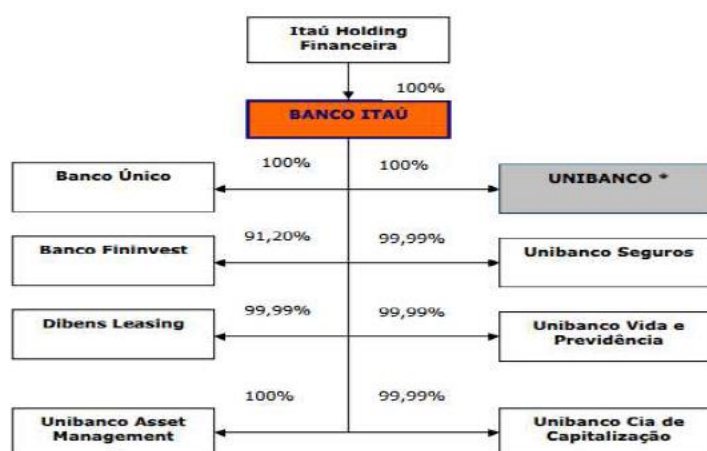 Itaú Holding
Financeira
100%
BANCO ITAÚ
100%
100%
Banco Único
UNIBANCO *
91,20%
99,99%
Banco Fininvest
Unibanco Seguros
99,99%
99,99%
Dibens Leasing
Unibanco Vida e
Previdência
100%
99,99%
Unibanco Asset
Management
Unibanco Cia de
Capitalização